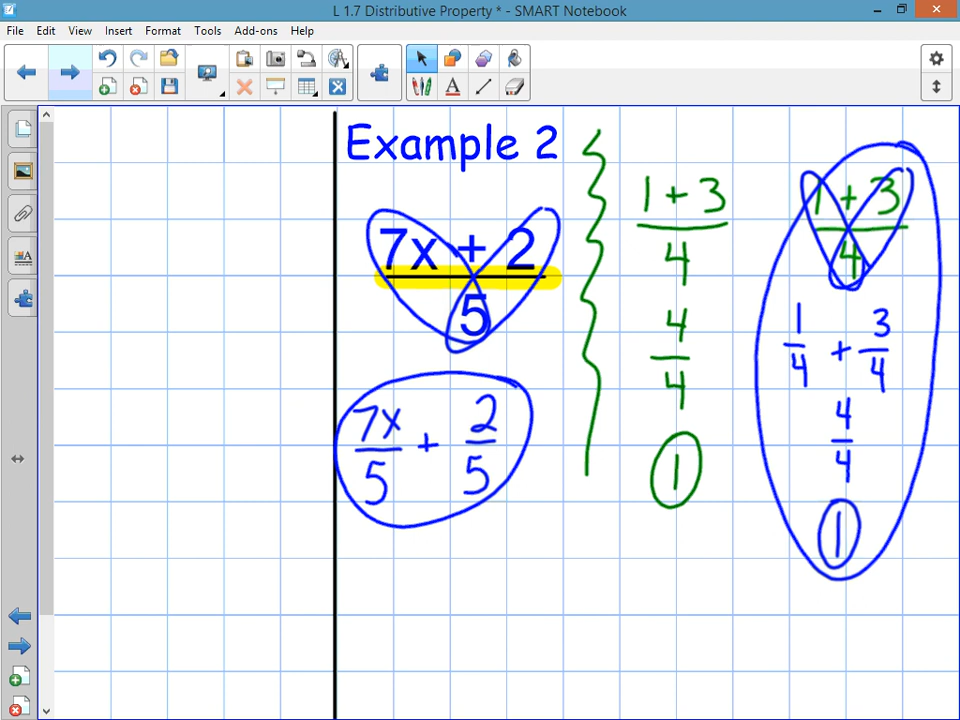 L 1.7 Distributive Property * - SMART Notebook
File Edit View Insert Format Tools Add-ons Help
Example 2
7x + 2
5
7x/5 + 2/5
1 + 3
4
4
4
1
1 + 3
4
1/4 + 3/4
4
4
1